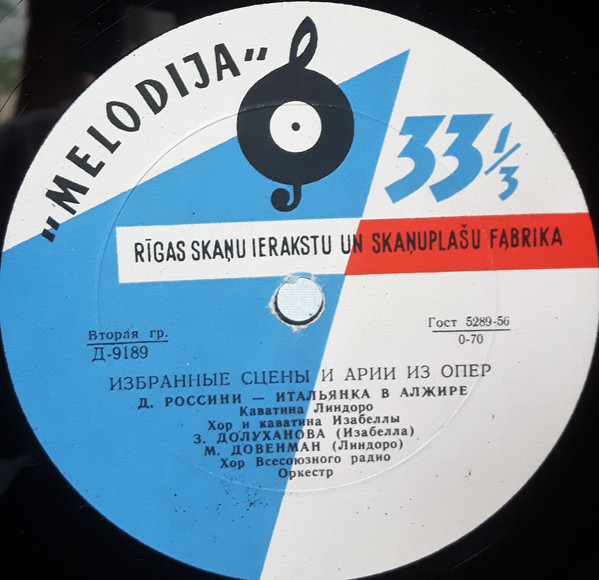 „MELODIJA”
33⅓
RĪGAS SKAŅU IERAKSTU UN SKAŅUPLAŠU FABRIKA
Вторая гр.
Д-9189
Гост 5289-56
0-70
ИЗБРАННЫЕ СЦЕНЫ И АРИИ ИЗ ОПЕР
Д. РОССИНИ — ИТАЛЬЯНКА В АЛЖИРЕ
Каватина Линдоро
Хор и каватина Изабеллы
З. ДОЛУХАНОВА (Изабелла)
М. ДОВЕНМАН (Линдоро)
Хор Всесоюзного радио
Оркестр